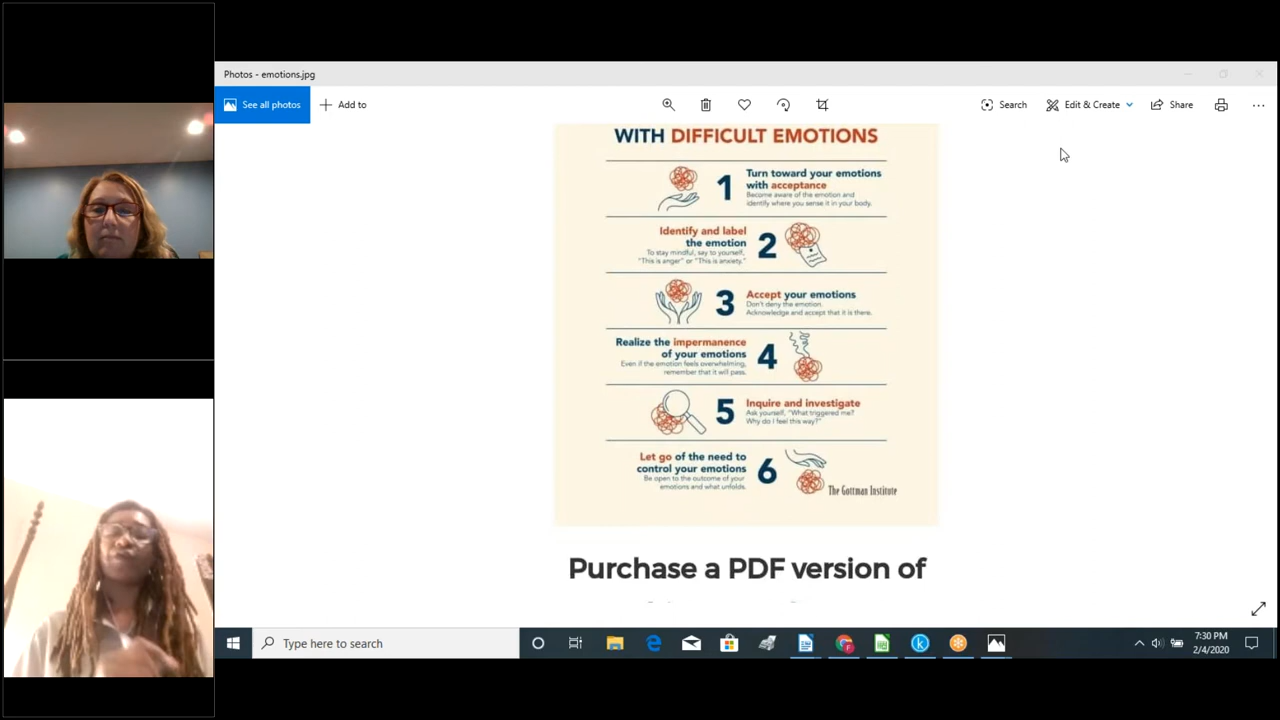 Photos - emotions.jpg
See all photos
Add to
Search
Edit & Create
Share
WITH DIFFICULT EMOTIONS
1
Turn toward your emotions
with acceptance
Become aware of the emotion and
identify where you sense it in your body.
Identify and label
the emotion
To stay mindful, say to yourself,
"This is anger" or "This is anxiety."
2
3
Accept your emotions
Don't deny the emotion.
Acknowledge and accept that it is there.
Realize the impermanence
of your emotions
Even if the emotion feels overwhelming,
remember that it will pass.
4
5
Inquire and investigate
Ask yourself, "What triggered me?
Why do I feel this way?"
Let go of the need to
control your emotions
Be open to the outcome of your
emotions and what unfolds.
6
The Gottman Institute
Purchase a PDF version of
Type here to search
7:30 PM
2/4/2020